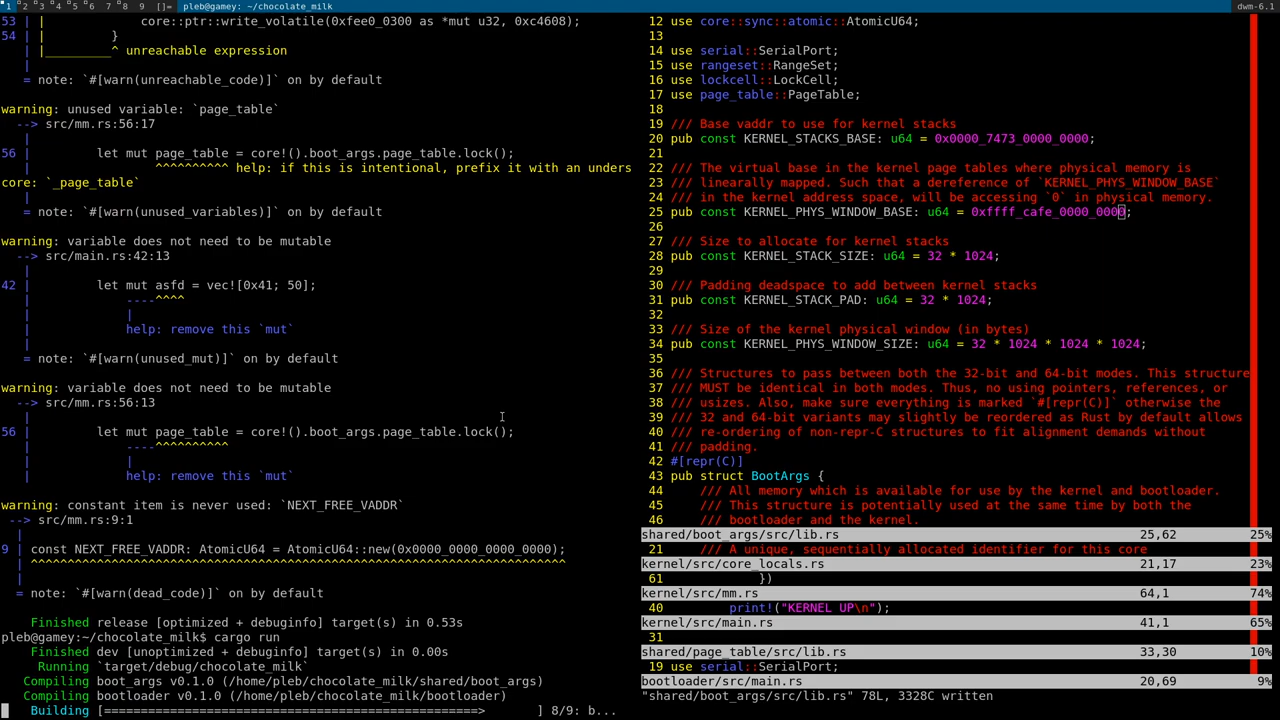 1 2 3 4 5 6 7 8 9 []= pleb@gamey: ~/chocolate_milk dwm-6.1
53 | | core::ptr::write_volatile(0xfee0_0300 as *mut u32, 0xc4608);
54 | | }
| |_________^ unreachable expression
|
= note: `#[warn(unreachable_code)]` on by default
warning: unused variable: `page_table`
--> src/mm.rs:56:17
|
56 | let mut page_table = core!().boot_args.page_table.lock();
| ^^^^^^^^^^ help: if this is intentional, prefix it with an unders
core: `_page_table`
|
= note: `#[warn(unused_variables)]` on by default
warning: variable does not need to be mutable
--> src/main.rs:42:13
|
42 | let mut asfd = vec![0x41; 50];
| ----^^^^
| |
| help: remove this `mut`
|
= note: `#[warn(unused_mut)]` on by default
warning: variable does not need to be mutable
--> src/mm.rs:56:13
|
56 | let mut page_table = core!().boot_args.page_table.lock();
| ----^^^^^^^^^^
| |
| help: remove this `mut`
warning: constant item is never used: `NEXT_FREE_VADDR`
--> src/mm.rs:9:1
|
9 | const NEXT_FREE_VADDR: AtomicU64 = AtomicU64::new(0x0000_0000_0000_0000);
| ^^^^^^^^^^^^^^^^^^^^^^^^^^^^^^^^^^^^^^^^^^^^^^^^^^^^^^^^^^^^^^^^^^^^^^^^^
|
= note: `#[warn(dead_code)]` on by default
Finished release [optimized + debuginfo] target(s) in 0.53s
pleb@gamey:~/chocolate_milk$ cargo run
Finished dev [unoptimized + debuginfo] target(s) in 0.00s
Running `target/debug/chocolate_milk`
Compiling boot_args v0.1.0 (/home/pleb/chocolate_milk/shared/boot_args)
Compiling bootloader v0.1.0 (/home/pleb/chocolate_milk/bootloader)
Building [===================================================> ] 8/9: b...
12 use core::sync::atomic::AtomicU64;
13
14 use serial::SerialPort;
15 use rangeset::RangeSet;
16 use lockcell::LockCell;
17 use page_table::PageTable;
18
19 /// Base vaddr to use for kernel stacks
20 pub const KERNEL_STACKS_BASE: u64 = 0x0000_7473_0000_0000;
21
22 /// The virtual base in the kernel page tables where physical memory is
23 /// linearally mapped. Such that a dereference of `KERNEL_PHYS_WINDOW_BASE`
24 /// in the kernel address space, will be accessing `0` in physical memory.
25 pub const KERNEL_PHYS_WINDOW_BASE: u64 = 0xffff_cafe_0000_0000;
26
27 /// Size to allocate for kernel stacks
28 pub const KERNEL_STACK_SIZE: u64 = 32 * 1024;
29
30 /// Padding deadspace to add between kernel stacks
31 pub const KERNEL_STACK_PAD: u64 = 32 * 1024;
32
33 /// Size of the kernel physical window (in bytes)
34 pub const KERNEL_PHYS_WINDOW_SIZE: u64 = 32 * 1024 * 1024 * 1024;
35
36 /// Structures to pass between both the 32-bit and 64-bit modes. This structure
37 /// MUST be identical in both modes. Thus, no using pointers, references, or
38 /// usizes. Also, make sure everything is marked `#[repr(C)]` otherwise the
39 /// 32 and 64-bit variants may slightly be reordered as Rust by default allows
40 /// re-ordering of non-repr-C structures to fit alignment demands without
41 /// padding.
42 #[repr(C)]
43 pub struct BootArgs {
44 /// All memory which is available for use by the kernel and bootloader.
45 /// This structure is potentially used at the same time by both the
46 /// bootloader and the kernel.
shared/boot_args/src/lib.rs 25,62 25%
21 /// A unique, sequentially allocated identifier for this core
kernel/src/core_locals.rs 21,17 23%
61 })
kernel/src/mm.rs 64,1 74%
40 print!("KERNEL UP\n");
kernel/src/main.rs 41,1 65%
31
shared/page_table/src/lib.rs 33,30 10%
19 use serial::SerialPort;
bootloader/src/main.rs 20,69 9%
"shared/boot_args/src/lib.rs" 78L, 3328C written